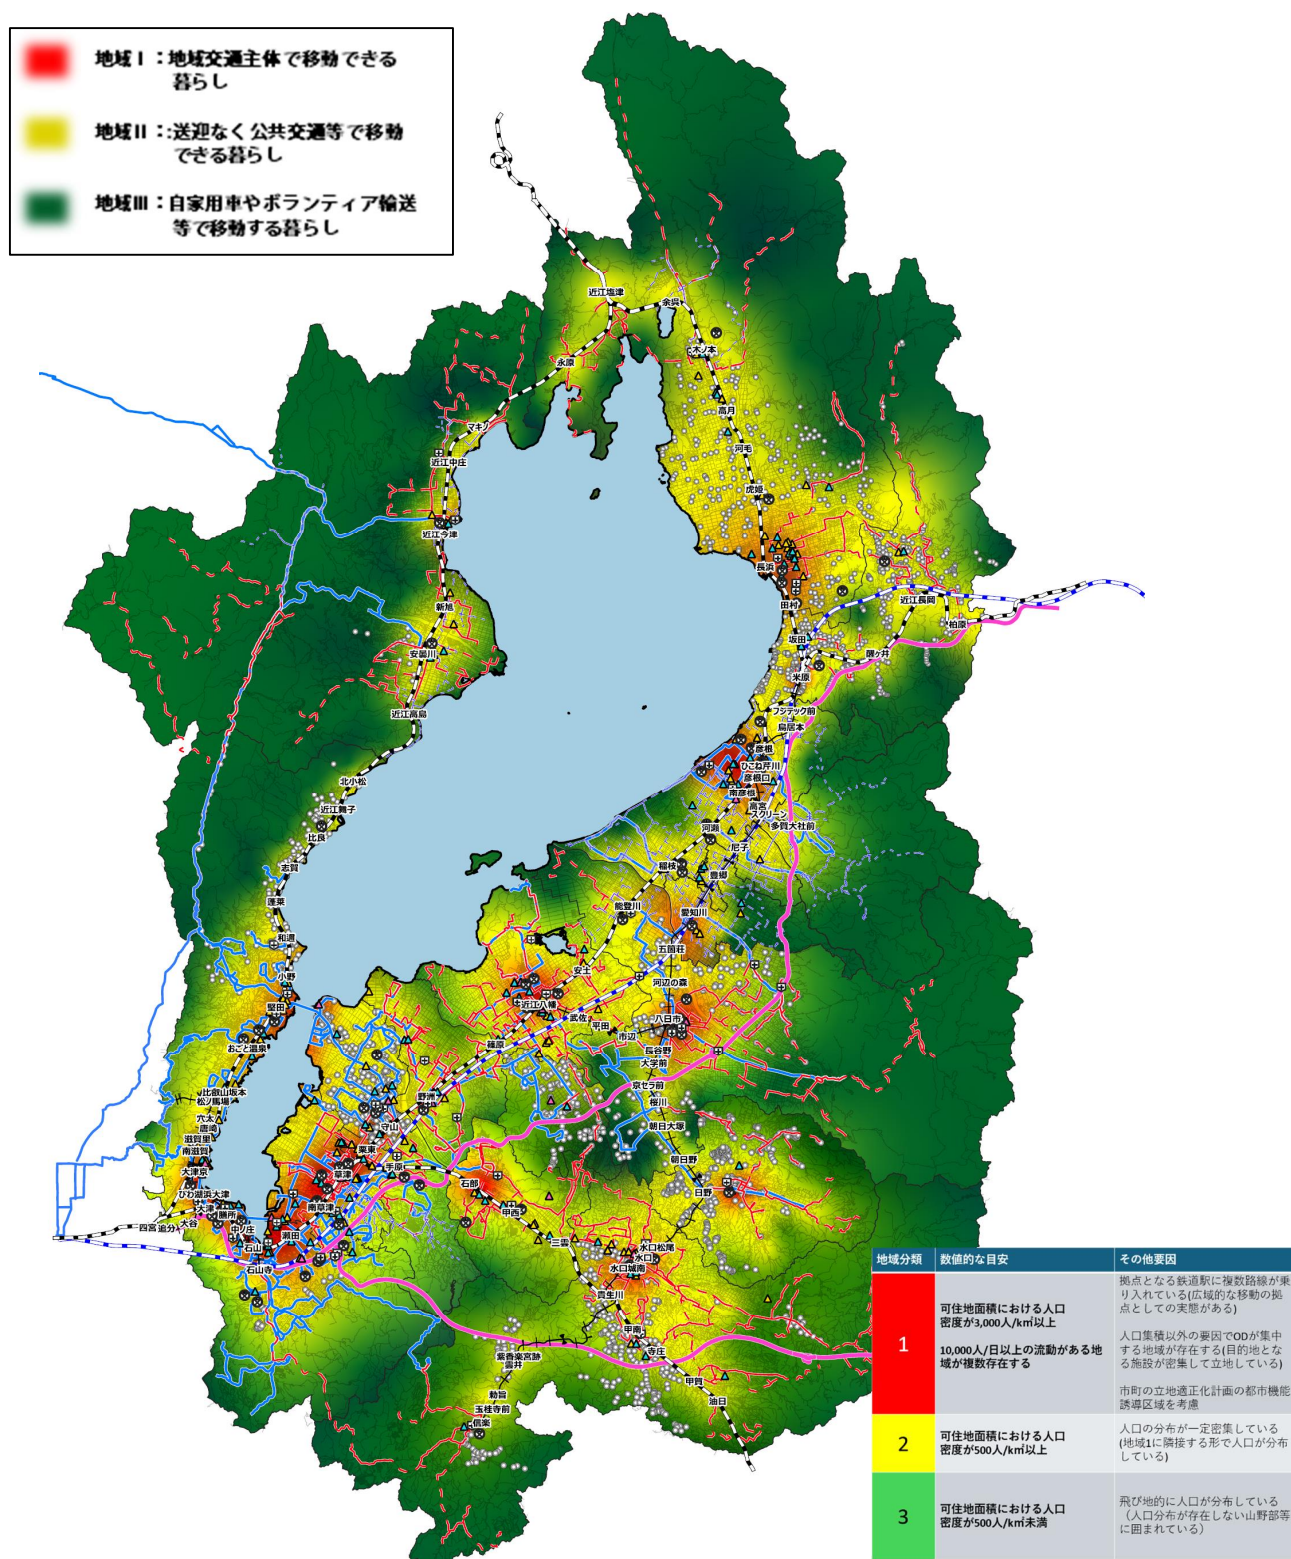 地域Ⅰ：地域交通主体で移動できる
暮らし
地域Ⅱ：:送迎なく公共交通等で移動
できる暮らし
地域Ⅲ：自家用車やボランティア輸送
等で移動する暮らし
近江塩津
余呉
木ノ本
永原
高月
マキノ
河毛
近江中庄
虎姫
近江今津
長浜
新旭
田村
近江長岡
柏原
坂田
安曇川
醒ヶ井
米原
近江高島
フジテック前
鳥居本
彦根
ひこね芹川
北小松
彦根口
南彦根
近江舞子
高宮
スクリーン
比良
河瀬
多賀大社前
尼子
志賀
稲枝
豊郷
蓬莱
能登川
愛知川
和邇
五箇荘
小野
安土
河辺の森
堅田
近江八幡
武佐
平田
八日市
おごと温泉
篠原
市辺
長谷野
大学前
京セラ前
比叡山坂本
松ノ馬場
野洲
桜川
穴太
唐崎
守山
朝日大塚
滋賀里
栗東
南滋賀
手原
朝日野
大津京
草津
石部
日野
びわ湖浜大津
大津
膳所
南草津
甲西
四宮
追分
大谷
中ノ庄
瀬田
三雲
水口松尾
石山
水口
石山寺
水口城南
貴生川
甲南
紫香楽宮跡
雲井
寺庄
勅旨
甲賀
油日
玉桂寺前
信楽
地域分類
数値的な目安
その他要因
1
可住地面積における人口
密度が3,000人/k㎡以上
10,000人/日以上の流動がある地
域が複数存在する
拠点となる鉄道駅に複数路線が乗
り入れている(広域的な移動の拠
点としての実態がある)
人口集積以外の要因でODが集中
する地域が存在する(目的地とな
る施設が密集して立地している)
市町の立地適正化計画の都市機能
誘導区域を考慮
2
可住地面積における人口
密度が500人/k㎡以上
人口の分布が一定密集している
(地域1に隣接する形で人口が分布
している)
3
可住地面積における人口
密度が500人/k㎡未満
飛び地的に人口が分布している
（人口分布が存在しない山野部等
に囲まれている）